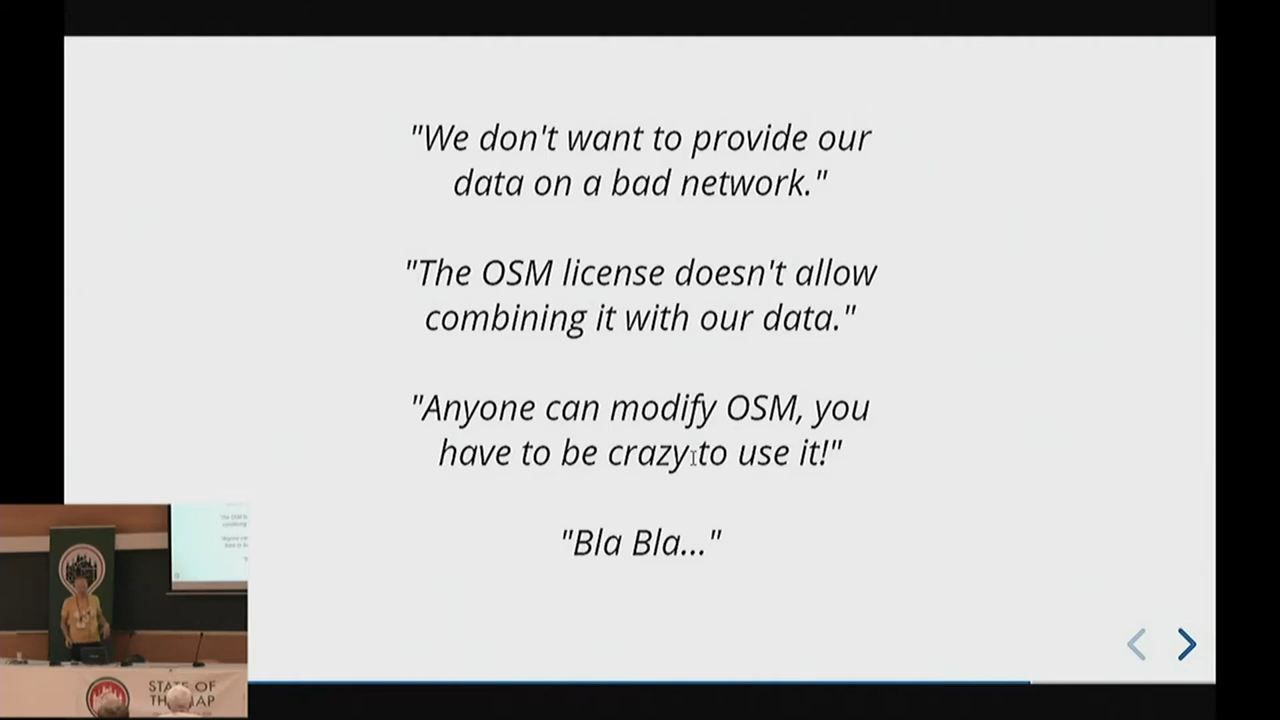 "We don't want to provide our
data on a bad network."
"The OSM license doesn't allow
combining it with our data."
"Anyone can modify OSM, you
have to be crazy to use it!"
"Bla Bla..."
STATE OF
THE MAP